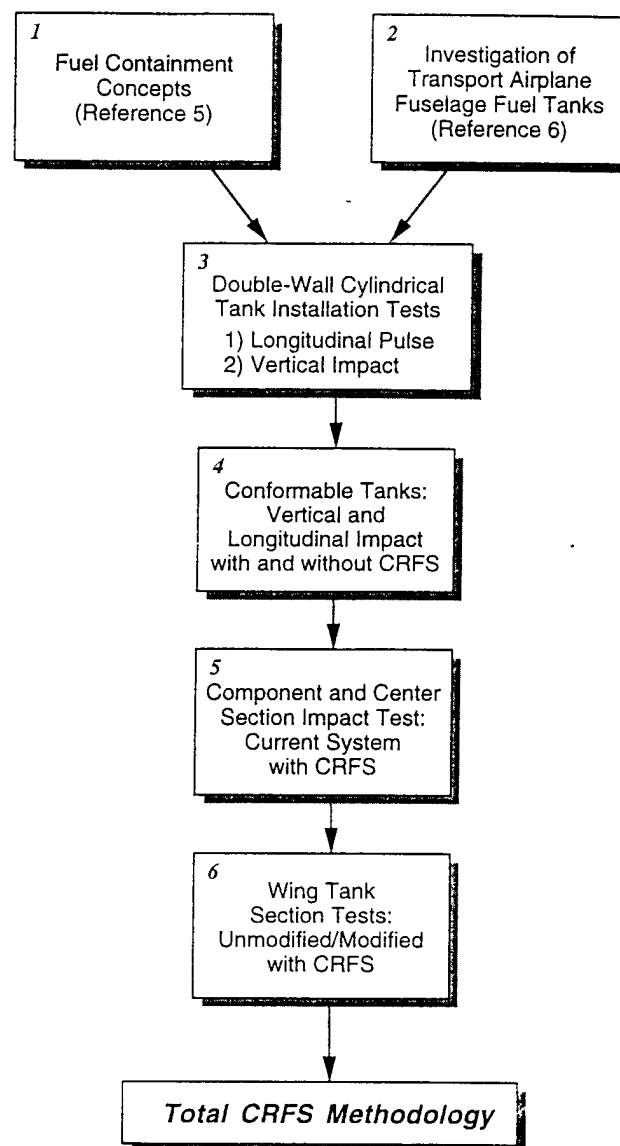 1
Fuel Containment
Concepts
(Reference 5)
2
Investigation of
Transport Airplane
Fuselage Fuel Tanks
(Reference 6)
3
Double-Wall Cylindrical
Tank Installation Tests
1) Longitudinal Pulse
2) Vertical Impact
4
Conformable Tanks:
Vertical and
Longitudinal Impact
with and without CRFS
5
Component and Center
Section Impact Test:
Current System
with CRFS
6
Wing Tank
Section Tests:
Unmodified/Modified
with CRFS
Total CRFS Methodology